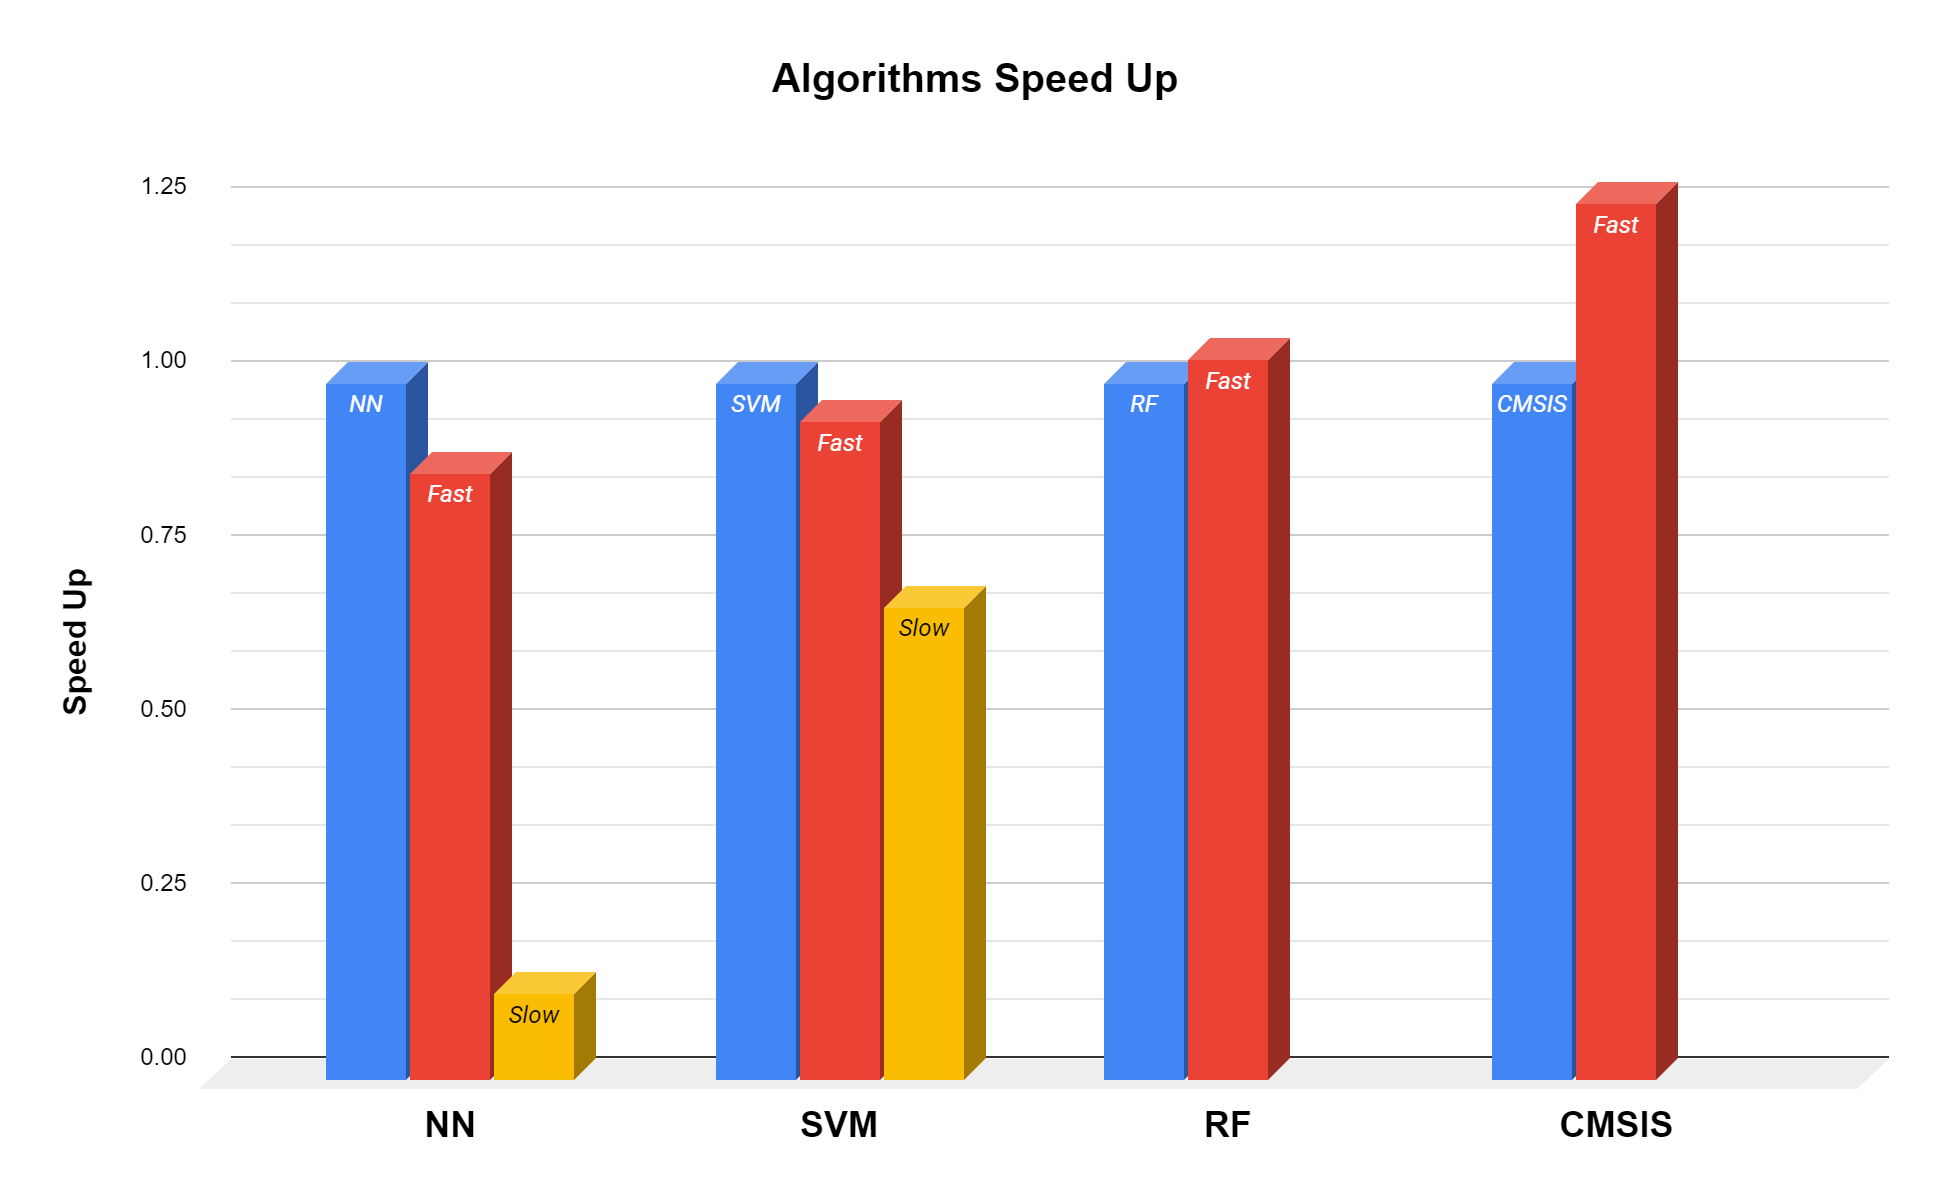 Algorithms Speed Up
Speed Up
1.25
1.00
0.75
0.50
0.25
0.00
NN
Fast
Slow
SVM
Fast
Slow
RF
Fast
CMSIS
Fast
NN
SVM
RF
CMSIS